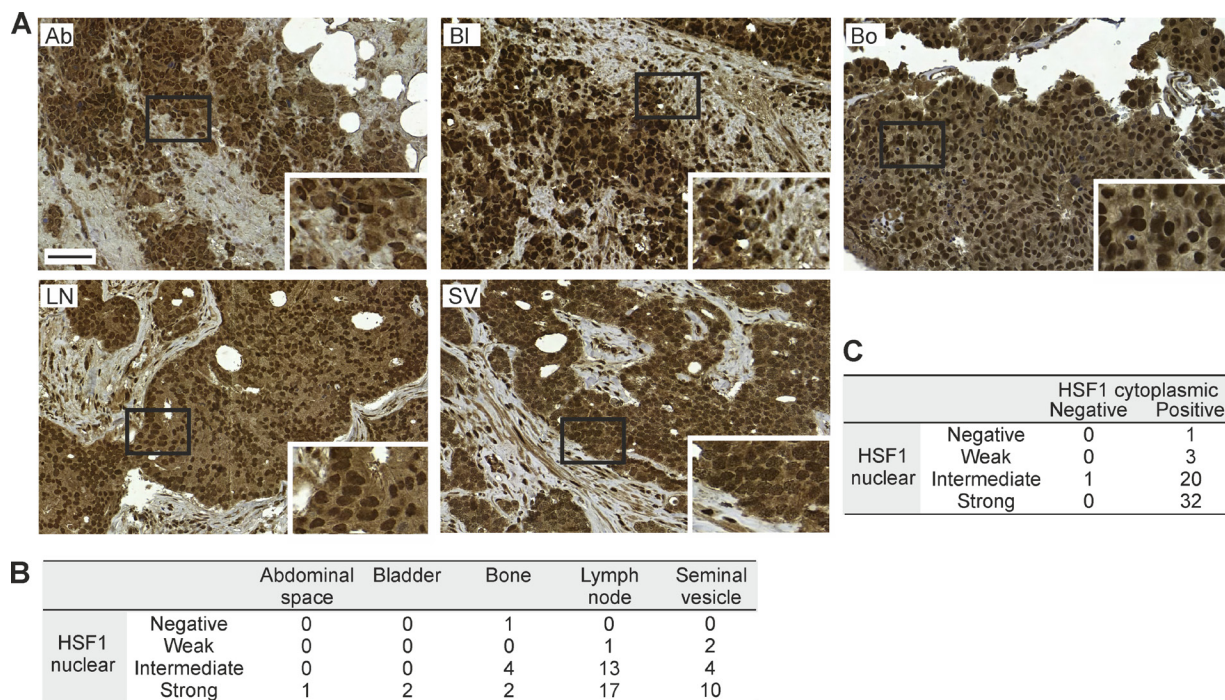 A
Ab
Bl
Bo
LN
SV
C
HSF1 cytoplasmic
Negative Positive
HSF1 nuclear
Negative 0 1
Weak 0 3
Intermediate 1 20
Strong 0 32
B
Abdominal space Bladder Bone Lymph node Seminal vesicle
HSF1 nuclear
Negative 0 0 1 0 0
Weak 0 0 0 1 2
Intermediate 0 0 4 13 4
Strong 1 2 2 17 10